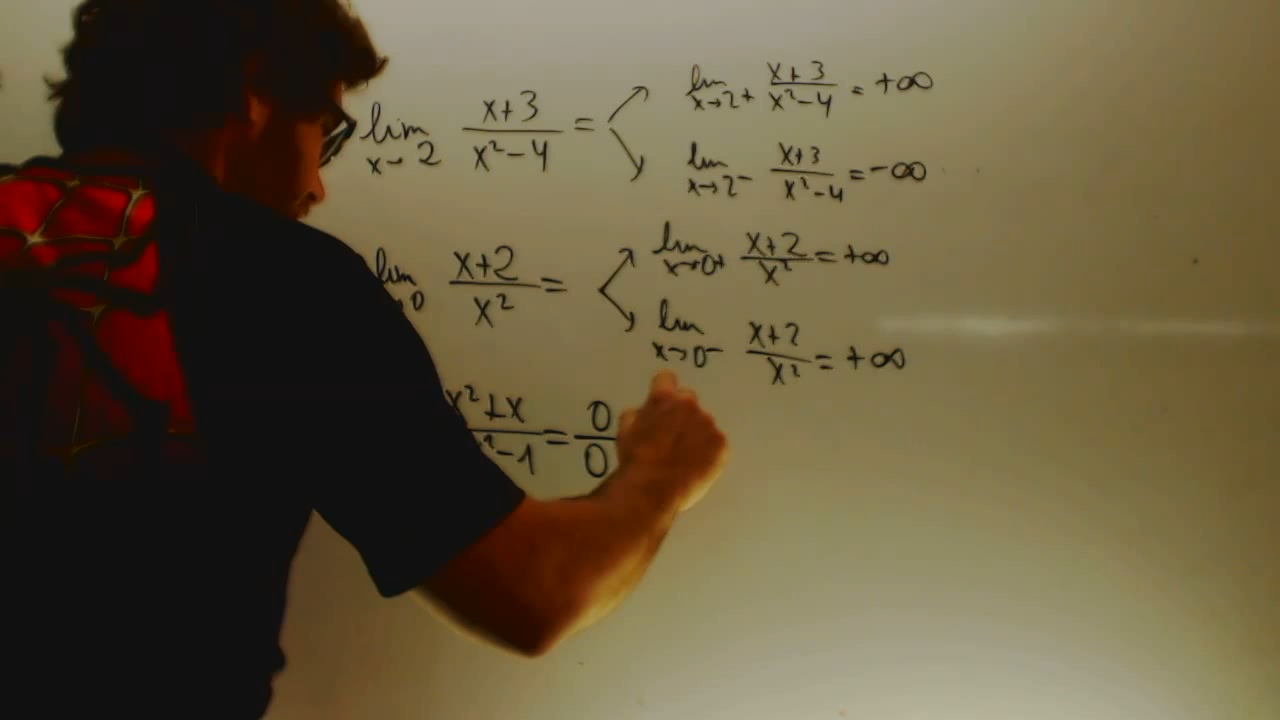 lim x→2 x+3 / x²-4 =
lim x→2+ x+3 / x²-4 = +∞
lim x→2- x+3 / x²-4 = -∞
lim →0 x+2 / x² =
lim x→0+ x+2 / x² = +∞
lim x→0- x+2 / x² = +∞
x²+x / ²-1 = 0 / 0